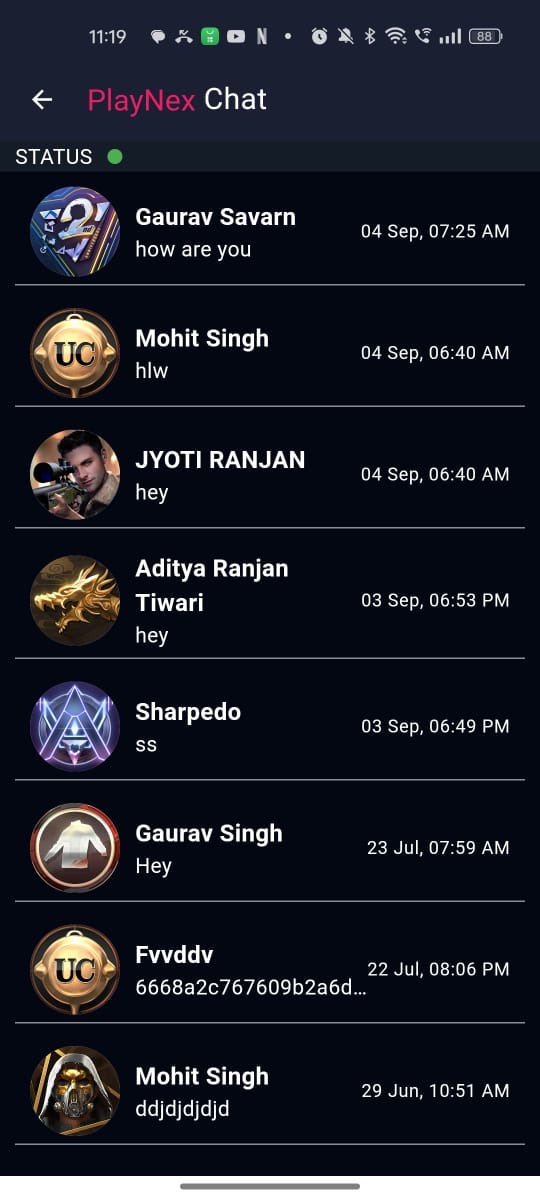 11:19
88
PlayNex Chat
STATUS
Gaurav Savarn
how are you
04 Sep, 07:25 AM
UC
Mohit Singh
hlw
04 Sep, 06:40 AM
JYOTI RANJAN
hey
04 Sep, 06:40 AM
Aditya Ranjan
Tiwari
hey
03 Sep, 06:53 PM
Sharpedo
ss
03 Sep, 06:49 PM
Gaurav Singh
Hey
23 Jul, 07:59 AM
UC
Fvvddv
6668a2c767609b2a6d...
22 Jul, 08:06 PM
Mohit Singh
ddjdjdjdjd
29 Jun, 10:51 AM